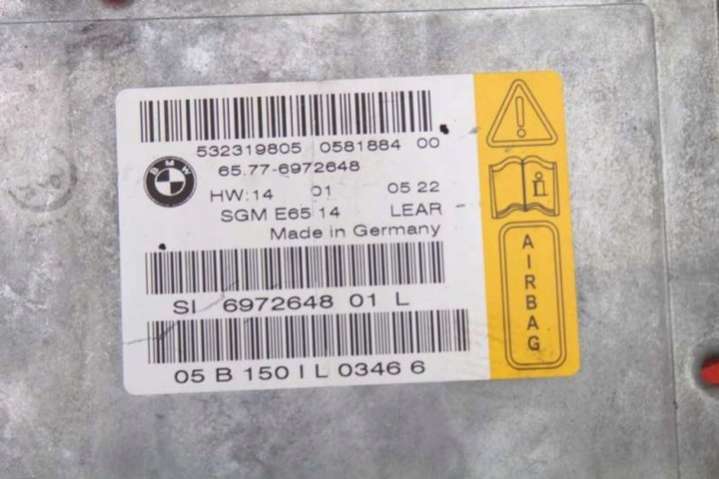 532319805 0581884 00
BMW
65.77-6972648
HW:14 01 05 22
SGM E65 14 LEAR
Made in Germany
SI 6972648 01 L
05 B 150 I L 0346 6
AIRBAG